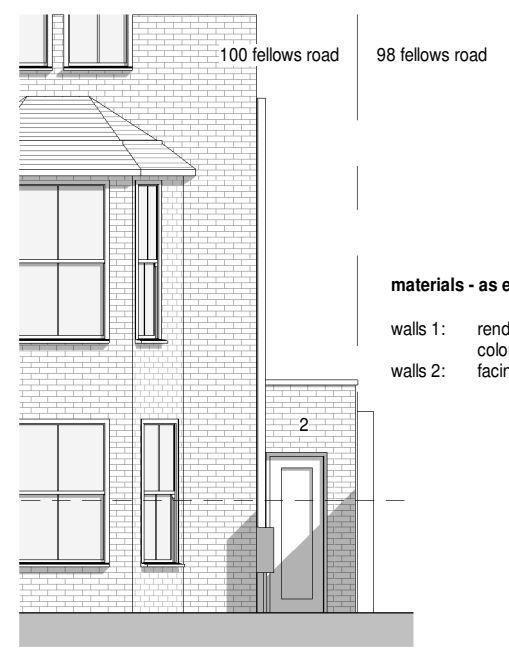 100 fellows road 98 fellows road
materials - as
walls 1:
walls 2:
2